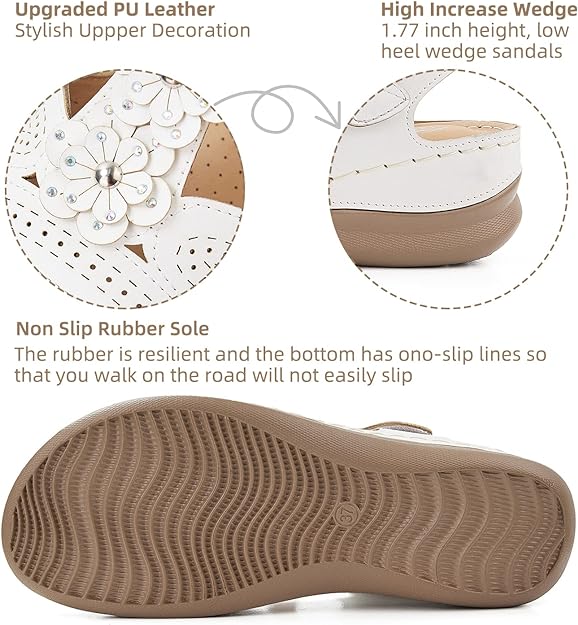 Upgraded PU Leather
Stylish Uppper Decoration
High Increase Wedge
1.77 inch height, low
heel wedge sandals
Non Slip Rubber Sole
The rubber is resilient and the bottom has ono-slip lines so
that you walk on the road will not easily slip
37